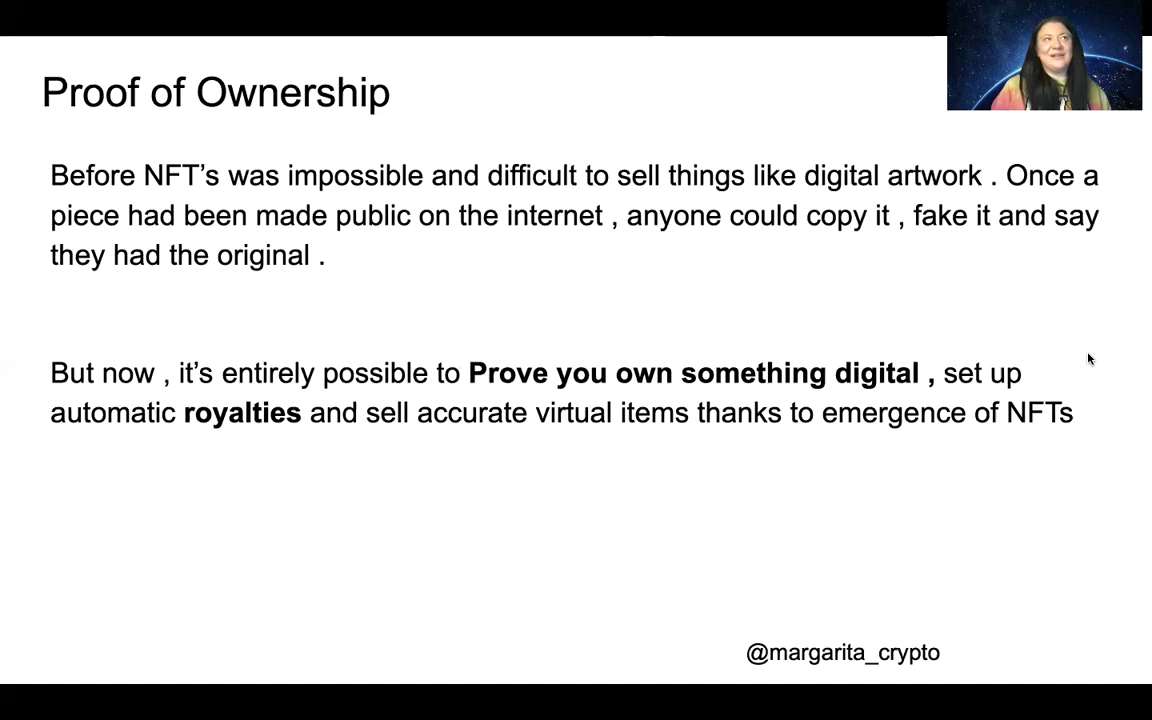 Proof of Ownership
Before NFT’s was impossible and difficult to sell things like digital artwork . Once a
piece had been made public on the internet , anyone could copy it , fake it and say
they had the original .
But now , it’s entirely possible to Prove you own something digital , set up
automatic royalties and sell accurate virtual items thanks to emergence of NFTs
@margarita_crypto